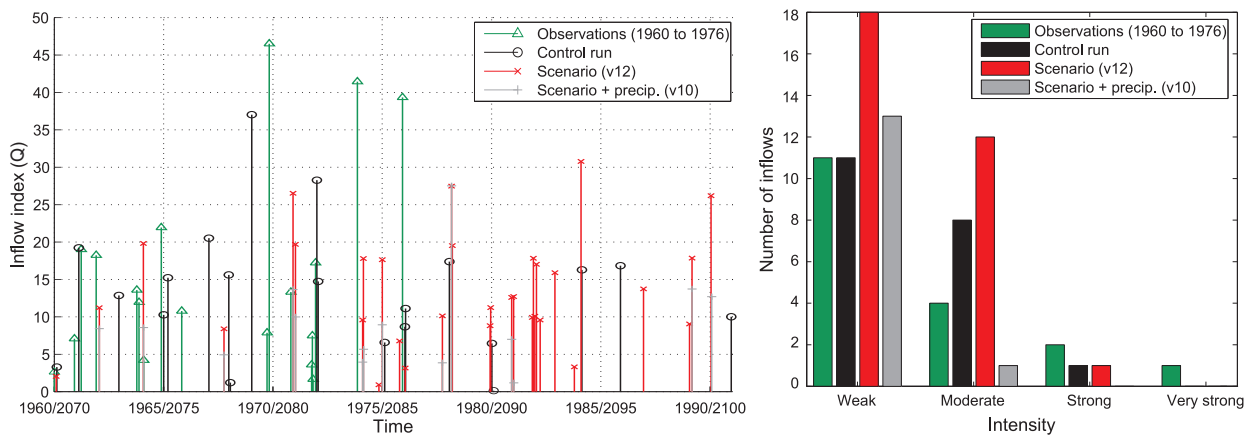 50
45
40
35
30
25
20
15
10
5
0
Inflow index (Q)
1960/2070
1965/2075
1970/2080
1975/2085
1980/2090
1985/2095
1990/2100
Time
Observations (1960 to 1976)
Control run
Scenario (v12)
Scenario + precip. (v10)
18
16
14
12
10
8
6
4
2
0
Number of inflows
Weak
Moderate
Strong
Very strong
Intensity
Observations (1960 to 1976)
Control run
Scenario (v12)
Scenario + precip. (v10)